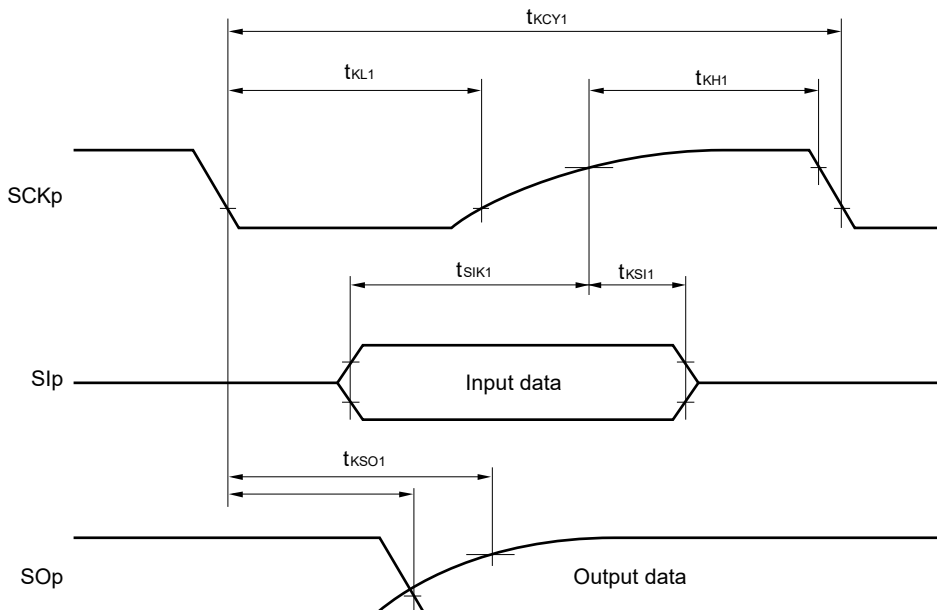 tKCY1
tKL1
tKH1
SCKp
tSIK1
tKSI1
SIp
Input data
tKSO1
SOp
Output data